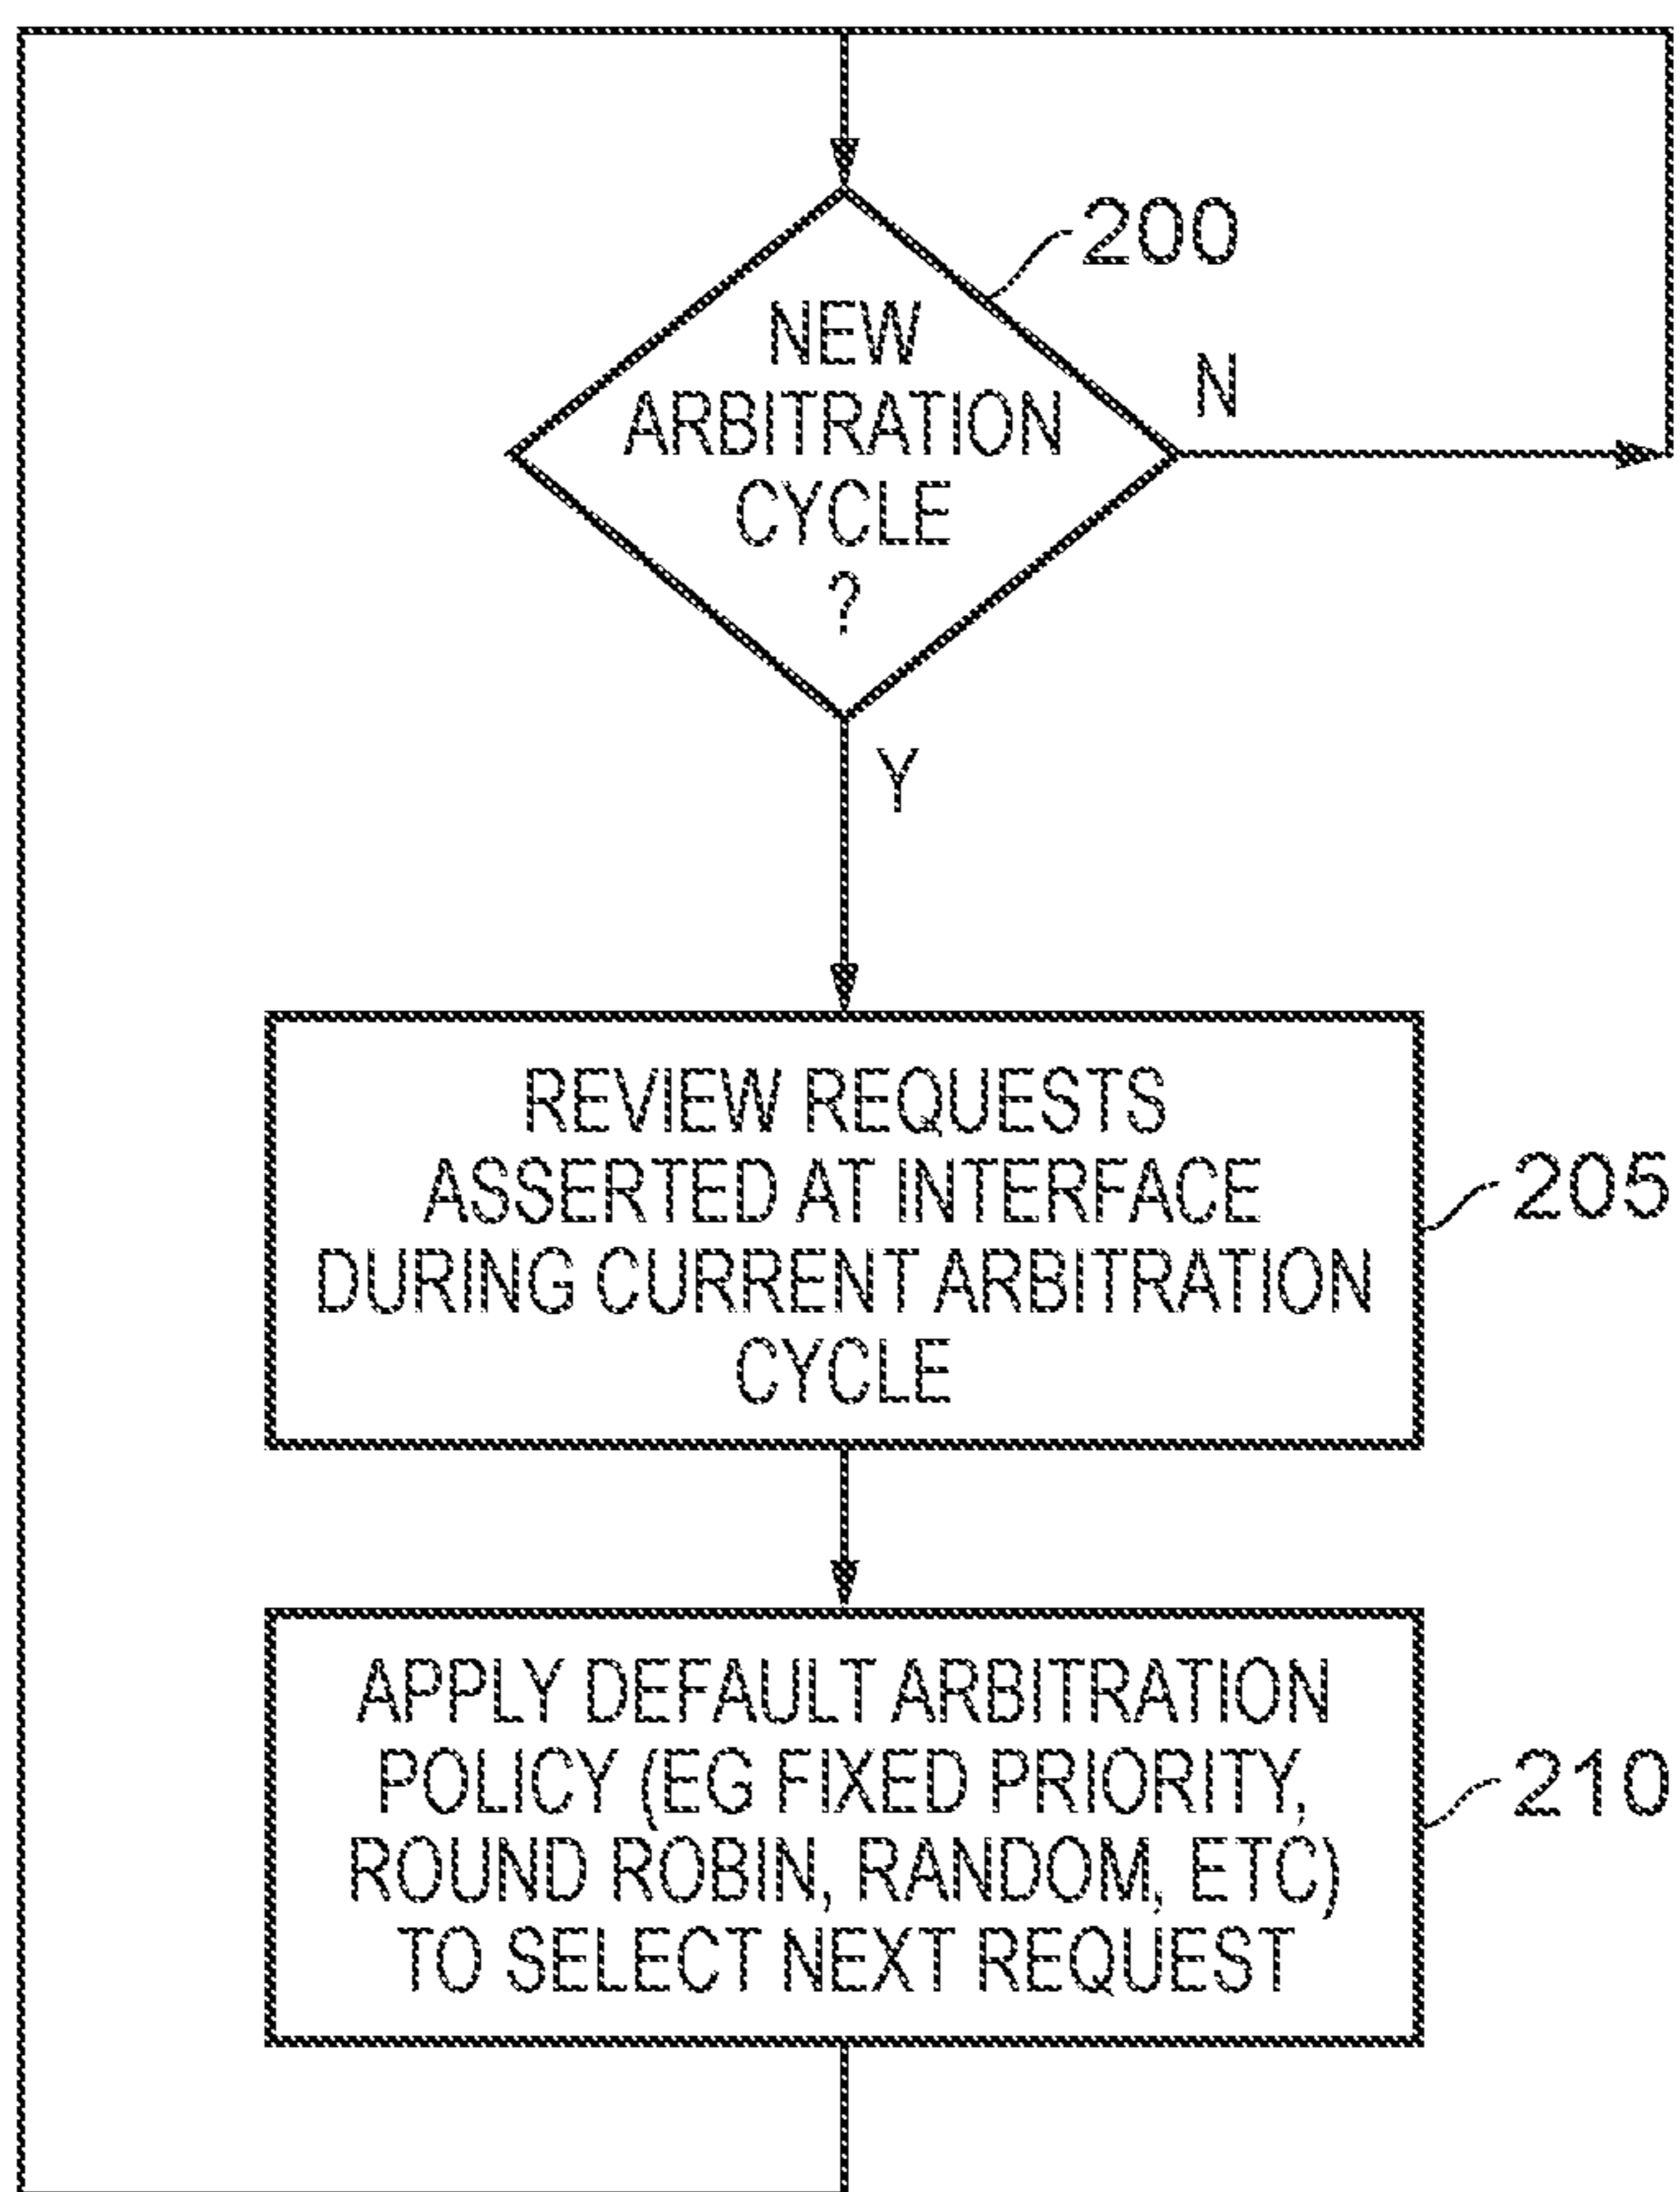 200
NEW
ARBITRATION
CYCLE
?
N
Y
REVIEW REQUESTS
ASSERTED AT INTERFACE
DURING CURRENT ARBITRATION
CYCLE
205
APPLY DEFAULT ARBITRATION
POLICY (EG FIXED PRIORITY,
ROUND ROBIN, RANDOM, ETC)
TO SELECT NEXT REQUEST
210